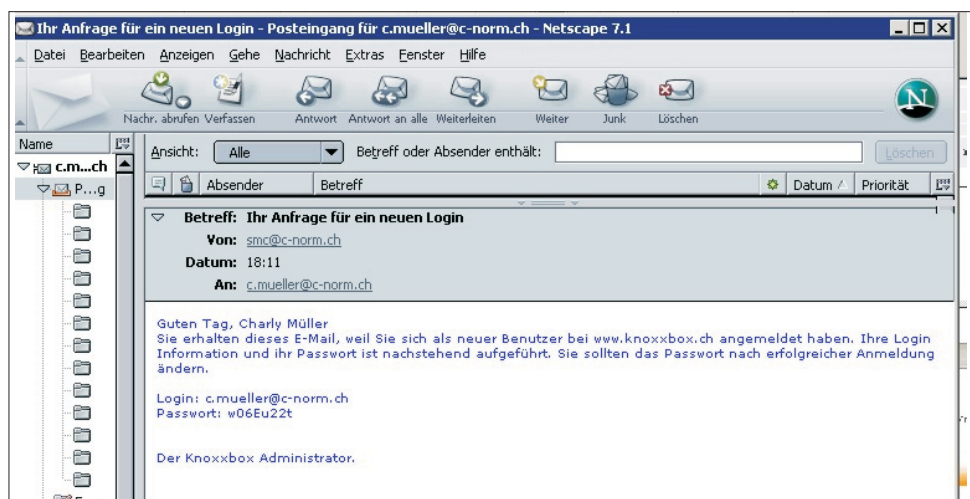 Ihr Anfrage für ein neuen Login - Posteingang für c.mueller@c-norm.ch - Netscape 7.1
Datei Bearbeiten Anzeigen Gehe Nachricht Extras Fenster Hilfe
Nachr. abrufen Verfassen Antwort Antwort an alle Weiterleiten Weiter Junk Löschen
N
Name
Ansicht: Alle Betreff oder Absender enthält: Löschen
c.m...ch
Absender Betreff Datum Priorität
P...g
Betreff: Ihr Anfrage für ein neuen Login
Von: smc@c-norm.ch
Datum: 18:11
An: c.mueller@c-norm.ch
Guten Tag, Charly Müller
Sie erhalten dieses E-Mail, weil Sie sich als neuer Benutzer bei www.knoxxbox.ch angemeldet haben. Ihre Login
Information und ihr Passwort ist nachstehend aufgeführt. Sie sollten das Passwort nach erfolgreicher Anmeldung
ändern.
Login: c.mueller@c-norm.ch
Passwort: w06Eu22t
Der Knoxxbox Administrator.